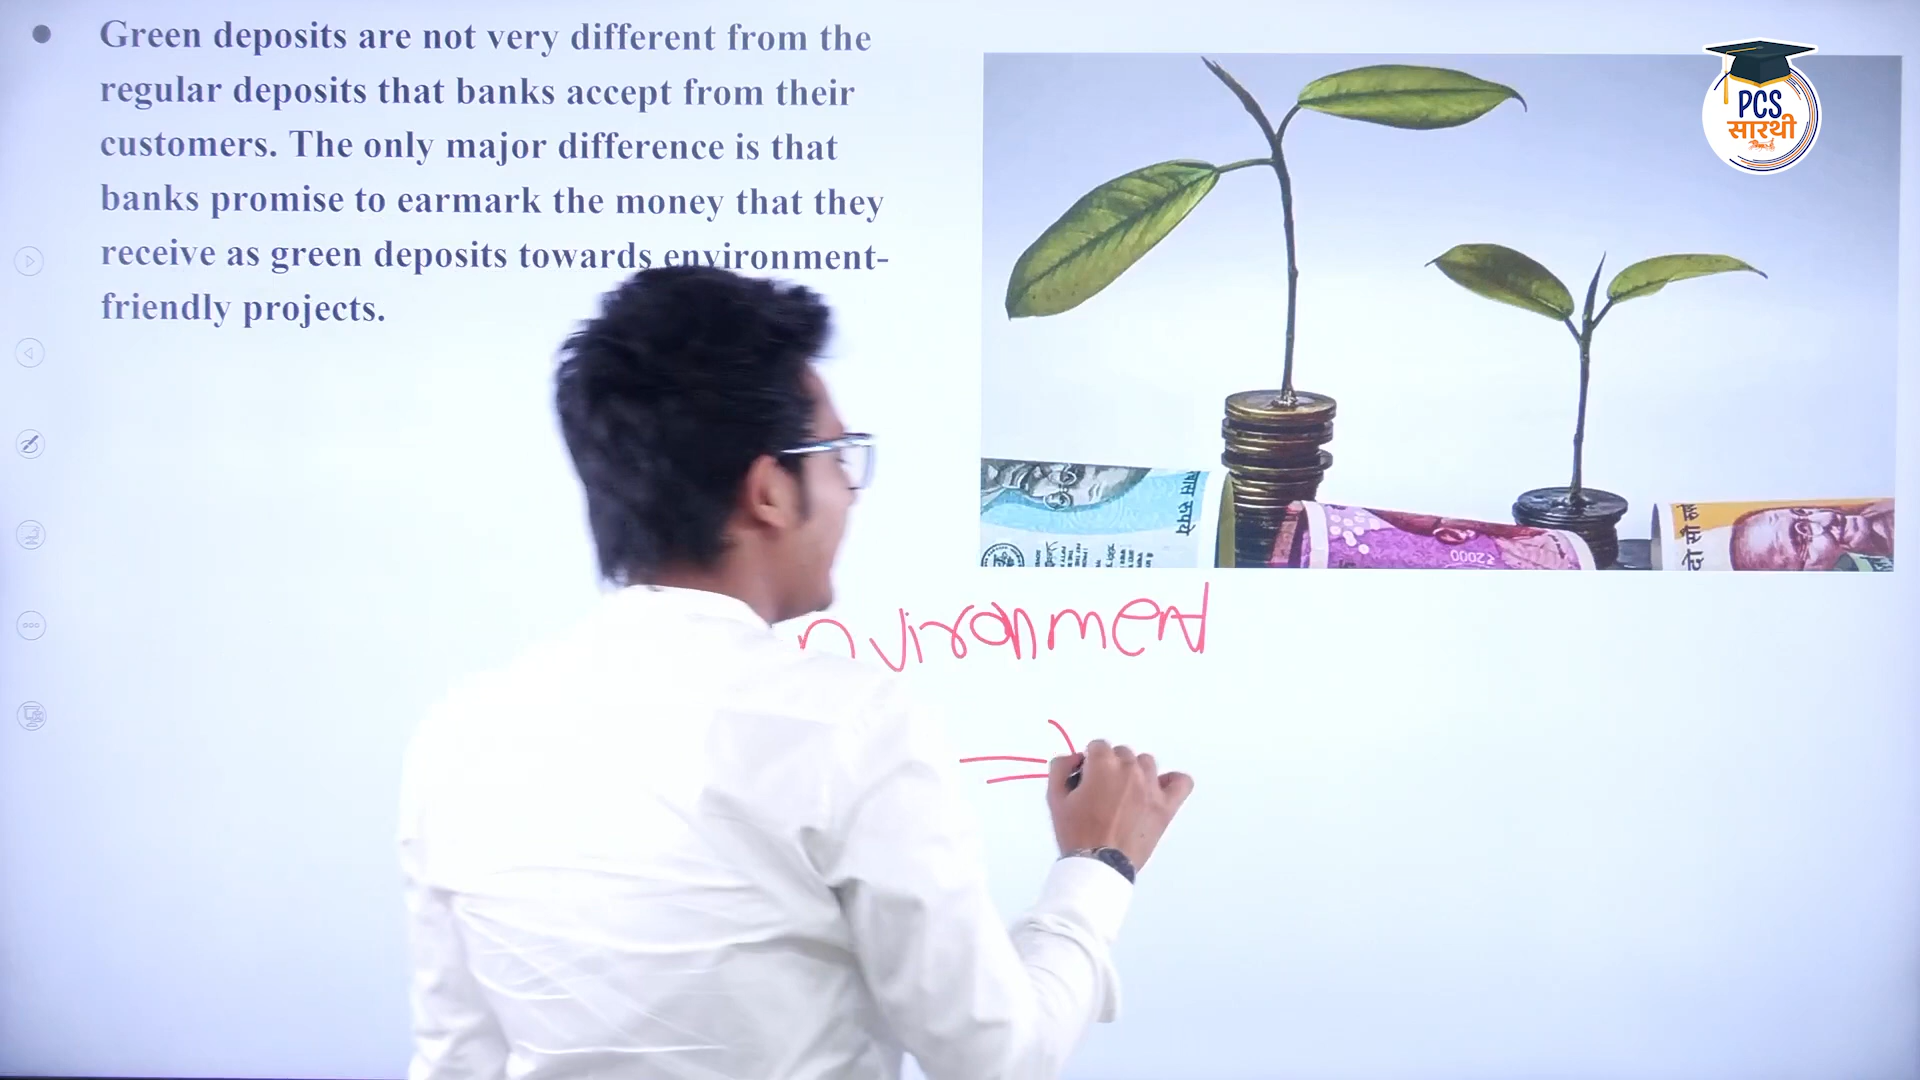 Green deposits are not very different from the
regular deposits that banks accept from their
customers. The only major difference is that
banks promise to earmark the money that they
receive as green deposits towards environment-
friendly projects.
PCS
सारथी
₹2000
nvironment